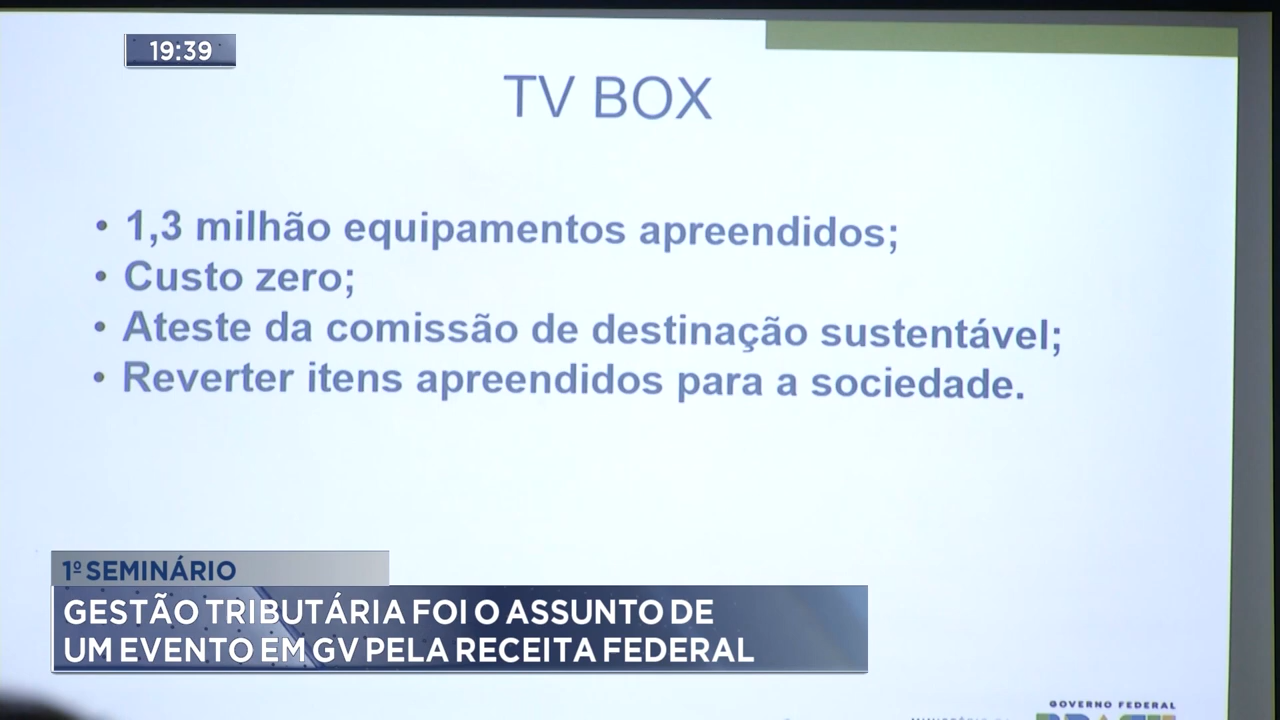 19:39
TV BOX
• 1,3 milhão equipamentos apreendidos;
• Custo zero;
• Ateste da comissão de destinação sustentável;
• Reverter itens apreendidos para a sociedade.
1º SEMINÁRIO
GESTÃO TRIBUTÁRIA FOI O ASSUNTO DE
UM EVENTO EM GV PELA RECEITA FEDERAL
GOVERNO FEDERAL